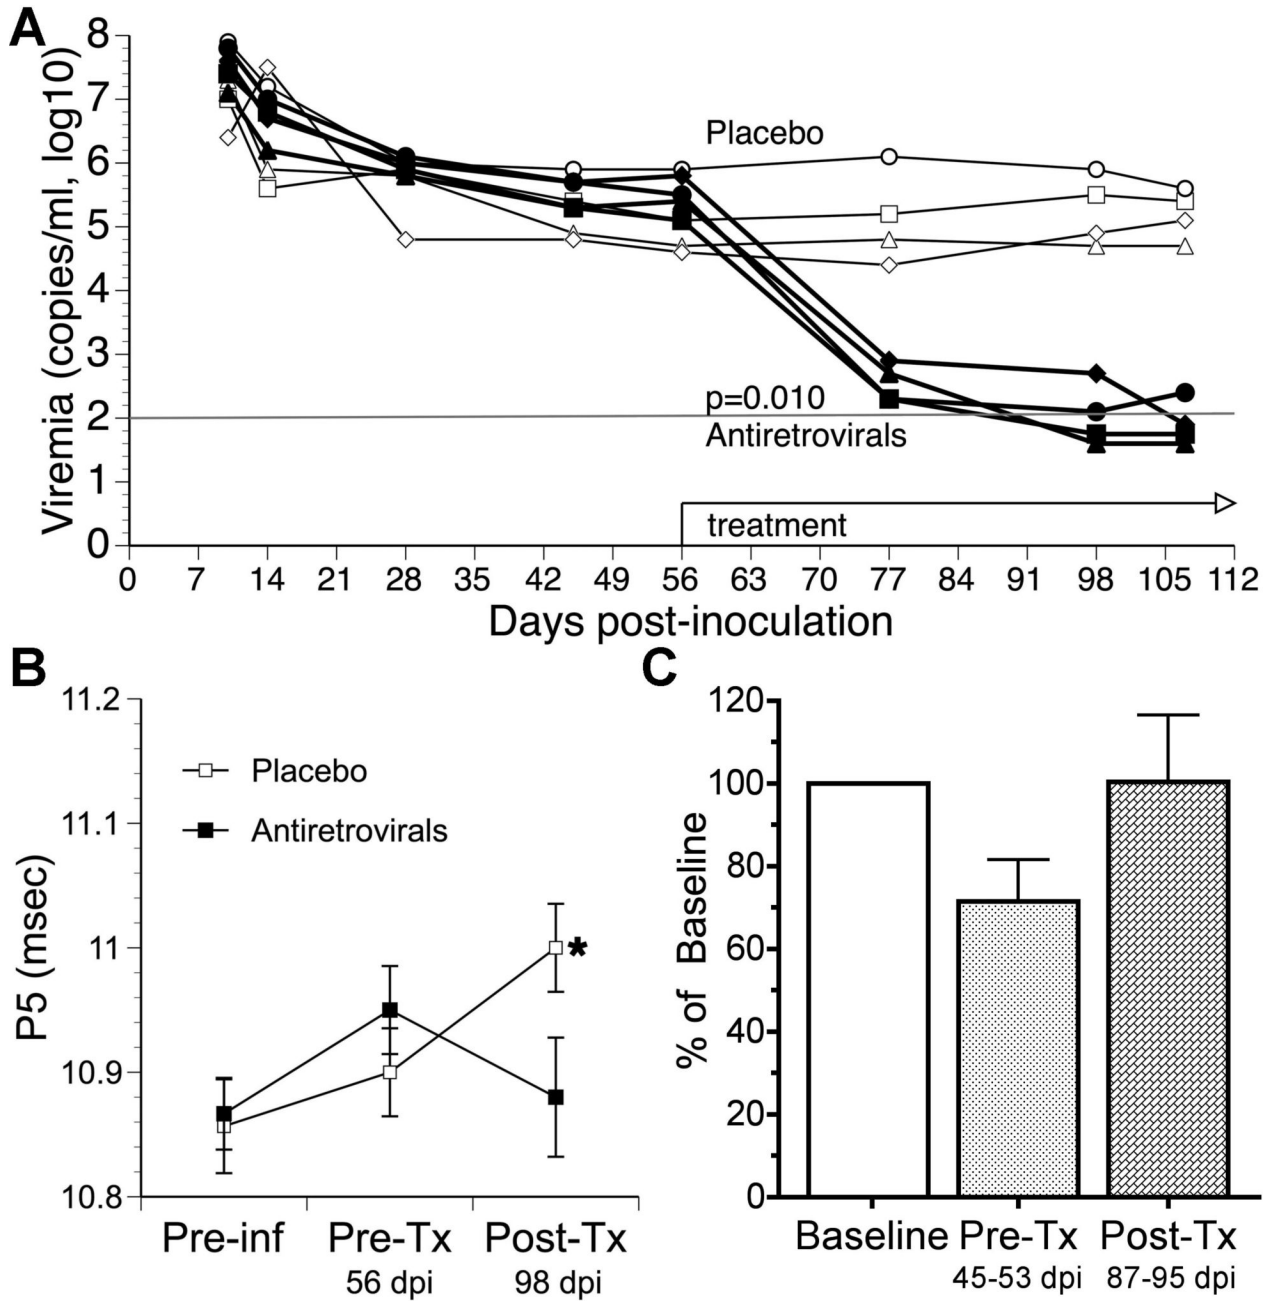 A
Viremia (copies/ml, log10)
8
7
6
5
4
3
2
1
0
Placebo
p=0.010
Antiretrovirals
treatment
0 7 14 21 28 35 42 49 56 63 70 77 84 91 98 105 112
Days post-inoculation
B
P5 (msec)
11.2
11.1
11
10.9
10.8
Placebo
Antiretrovirals
*
Pre-inf Pre-Tx Post-Tx
56 dpi 98 dpi
C
% of Baseline
120
100
80
60
40
20
0
Baseline Pre-Tx Post-Tx
45-53 dpi 87-95 dpi